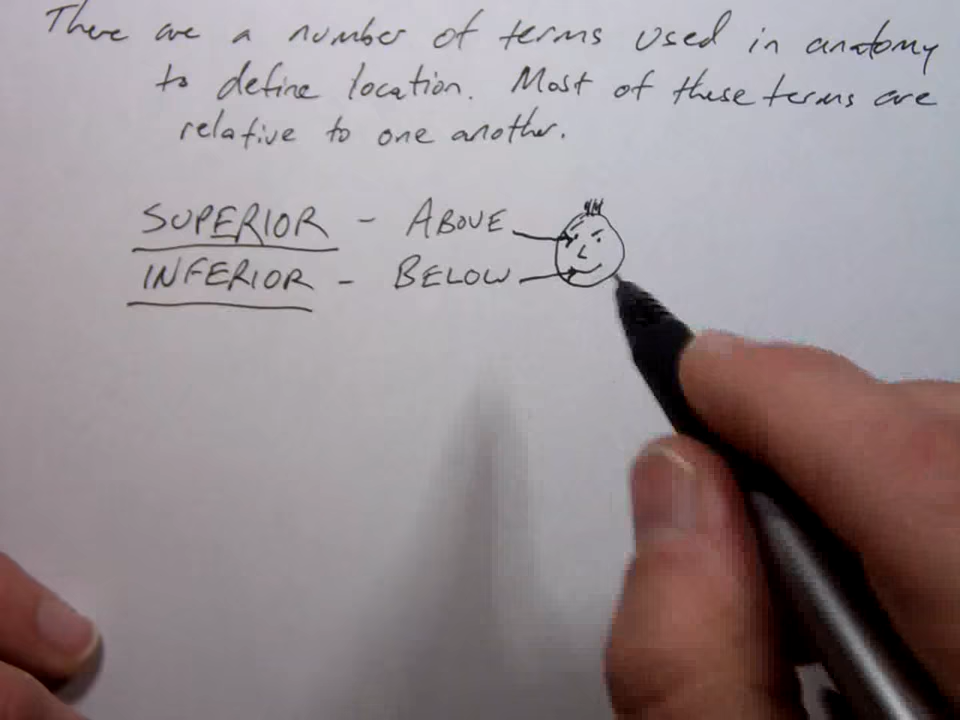 There are a number of terms used in anatomy
to define location. Most of these terms are
relative to one another.
SUPERIOR - ABOVE
INFERIOR - BELOW